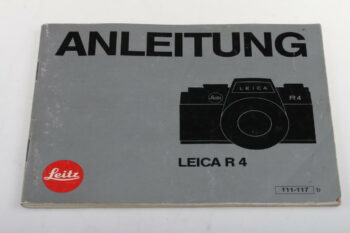 ANLEITUNG
LEICA
R4
LEICA R 4
Leitz
111-117